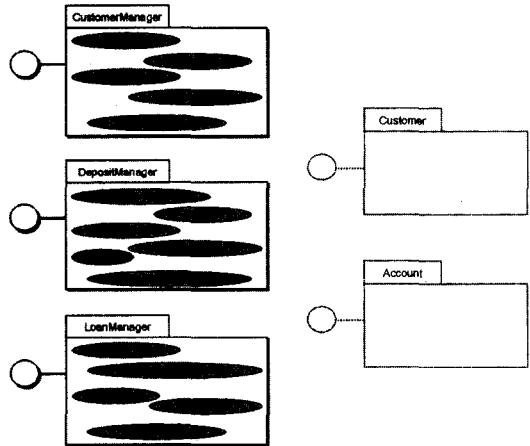 CustomerManager
DepositManager
LoanManager
Customer
Account